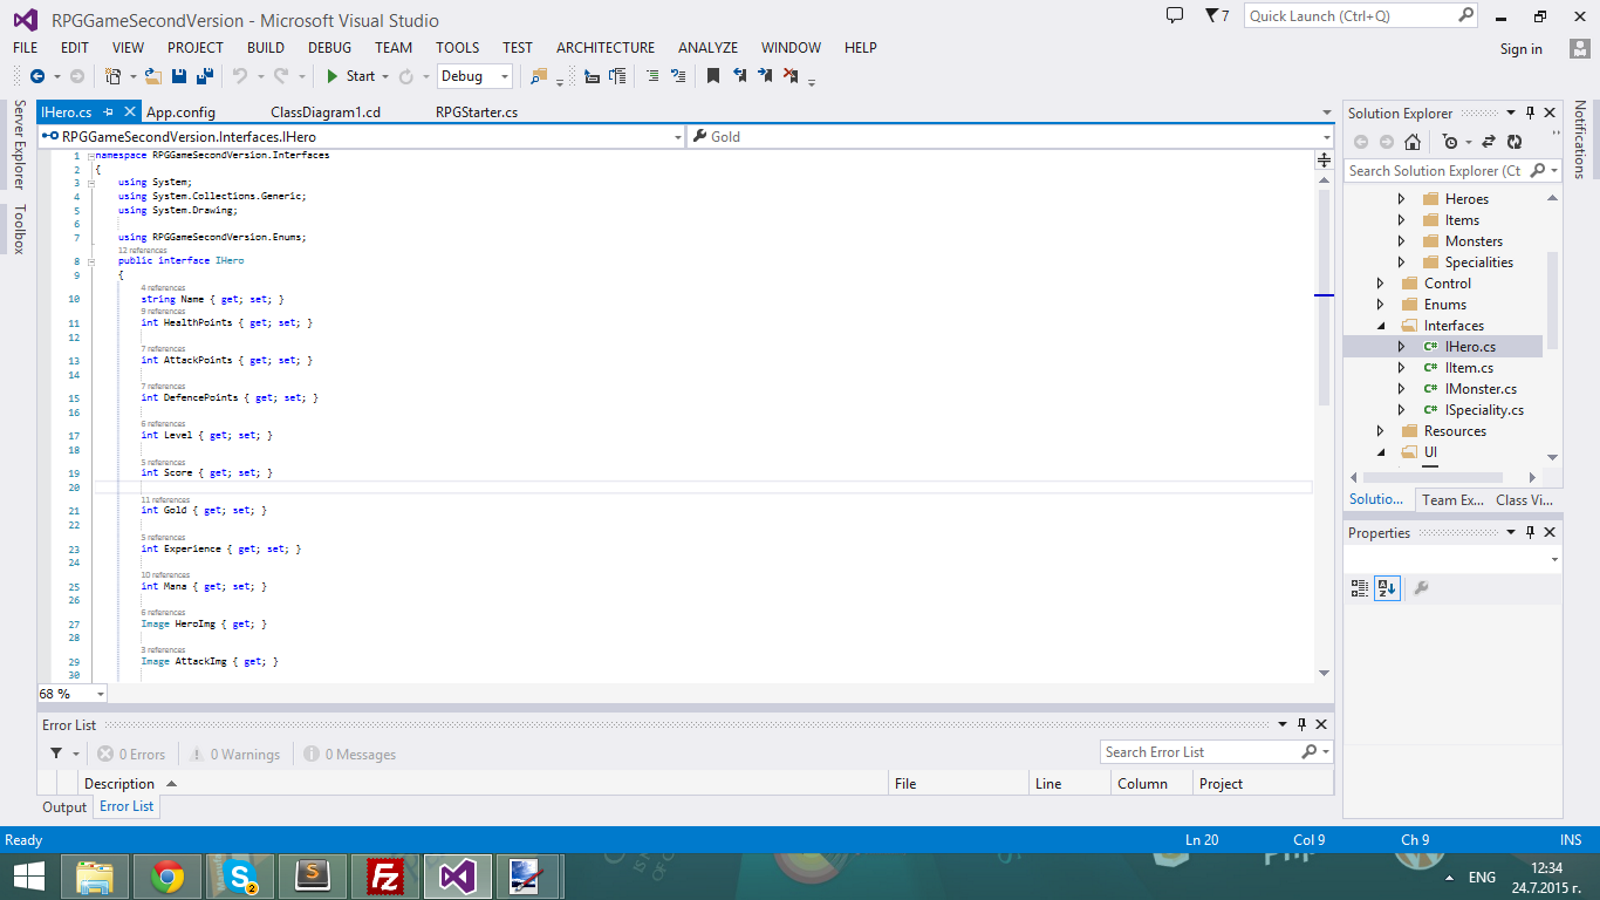 RPGGameSecondVersion - Microsoft Visual Studio
7
Quick Launch (Ctrl+Q)
FILE EDIT VIEW PROJECT BUILD DEBUG TEAM TOOLS TEST ARCHITECTURE ANALYZE WINDOW HELP
Sign in
Start
Debug
Server Explorer
Toolbox
IHero.cs App.config ClassDiagram1.cd RPGStarter.cs
RPGGameSecondVersion.Interfaces.IHero
Gold
1 namespace RPGGameSecondVersion.Interfaces
2 {
3 using System;
4 using System.Collections.Generic;
5 using System.Drawing;
6
7 using RPGGameSecondVersion.Enums;
12 references
8 public interface IHero
9 {
4 references
10 string Name { get; set; }
9 references
11 int HealthPoints { get; set; }
12
7 references
13 int AttackPoints { get; set; }
14
7 references
15 int DefencePoints { get; set; }
16
6 references
17 int Level { get; set; }
18
5 references
19 int Score { get; set; }
20
11 references
21 int Gold { get; set; }
22
5 references
23 int Experience { get; set; }
24
10 references
25 int Mana { get; set; }
26
6 references
27 Image HeroImg { get; }
28
3 references
29 Image AttackImg { get; }
30
68 %
Solution Explorer
Search Solution Explorer (Ct
Heroes
Items
Monsters
Specialities
Control
Enums
Interfaces
C# IHero.cs
C# IItem.cs
C# IMonster.cs
C# ISpeciality.cs
Resources
UI
Solutio... Team Ex... Class Vi...
Properties
Notifications
Error List
0 Errors 0 Warnings 0 Messages
Search Error List
Description File Line Column Project
Output Error List
Ready
Ln 20 Col 9 Ch 9 INS
2
ENG
12:34
24.7.2015 г.